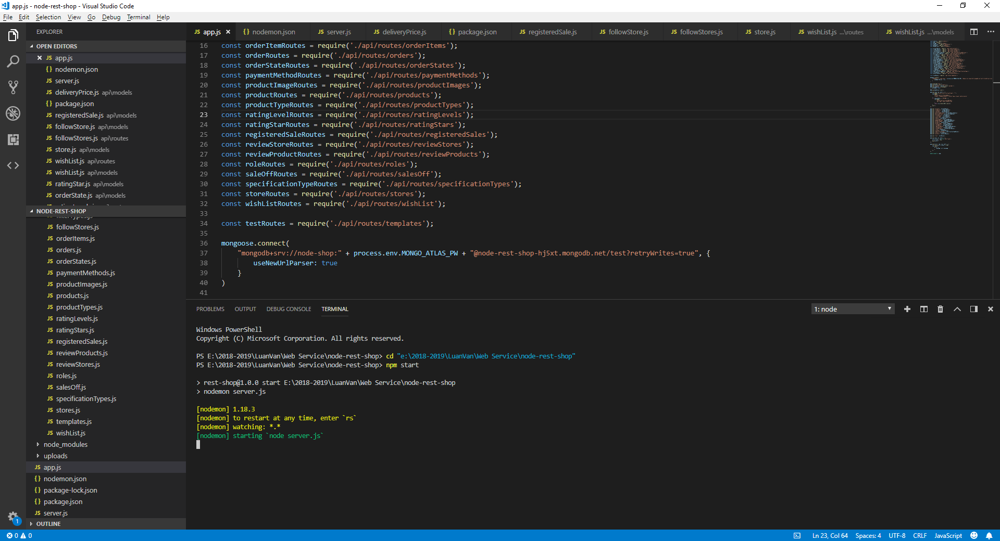 app.js - node-rest-shop - Visual Studio Code
File Edit Selection View Go Debug Terminal Help
EXPLORER
OPEN EDITORS
app.js
nodemon.json
server.js
deliveryPrice.js api\models
package.json
registeredSale.js api\models
followStore.js api\models
followStores.js api\routes
store.js api\models
wishList.js api\routes
wishList.js api\models
ratingStar.js api\models
orderState.js api\models
NODE-REST-SHOP
followStores.js
orderItems.js
orders.js
orderStates.js
paymentMethods.js
productImages.js
products.js
productTypes.js
ratingLevels.js
ratingStars.js
registeredSales.js
reviewProducts.js
reviewStores.js
roles.js
salesOff.js
specificationTypes.js
stores.js
templates.js
wishList.js
node_modules
uploads
app.js
nodemon.json
package-lock.json
package.json
server.js
OUTLINE
app.js nodemon.json server.js deliveryPrice.js package.json registeredSale.js followStore.js followStores.js store.js wishList.js ...\routes wishList.js ...\models
16 const orderItemRoutes = require('./api/routes/orderItems');
17 const orderRoutes = require('./api/routes/orders');
18 const orderStateRoutes = require('./api/routes/orderStates');
19 const paymentMethodRoutes = require('./api/routes/paymentMethods');
20 const productImageRoutes = require('./api/routes/productImages');
21 const productRoutes = require('./api/routes/products');
22 const productTypeRoutes = require('./api/routes/productTypes');
23 const ratingLevelRoutes = require('./api/routes/ratingLevels');
24 const ratingStarRoutes = require('./api/routes/ratingStars');
25 const registeredSaleRoutes = require('./api/routes/registeredSales');
26 const reviewStoreRoutes = require('./api/routes/reviewStores');
27 const reviewProductRoutes = require('./api/routes/reviewProducts');
28 const roleRoutes = require('./api/routes/roles');
29 const saleOffRoutes = require('./api/routes/salesOff');
30 const specificationTypeRoutes = require('./api/routes/specificationTypes');
31 const storeRoutes = require('./api/routes/stores');
32 const wishListRoutes = require('./api/routes/wishList');
33
34 const testRoutes = require('./api/routes/templates');
35
36 mongoose.connect(
37 "mongodb+srv://node-shop:" + process.env.MONGO_ATLAS_PW + "@node-rest-shop-hj5xt.mongodb.net/test?retryWrites=true", {
38 useNewUrlParser: true
39 }
40 )
41
PROBLEMS OUTPUT DEBUG CONSOLE TERMINAL 1: node
Windows PowerShell
Copyright (C) Microsoft Corporation. All rights reserved.
PS E:\2018-2019\LuanVan\Web Service\node-rest-shop> cd "e:\2018-2019\LuanVan\Web Service\node-rest-shop"
PS E:\2018-2019\LuanVan\Web Service\node-rest-shop> npm start
> rest-shop@1.0.0 start E:\2018-2019\LuanVan\Web Service\node-rest-shop
> nodemon server.js
[nodemon] 1.18.3
[nodemon] to restart at any time, enter `rs`
[nodemon] watching: *.*
[nodemon] starting `node server.js`
1
0 0 Ln 23, Col 64 Spaces: 4 UTF-8 CRLF JavaScript